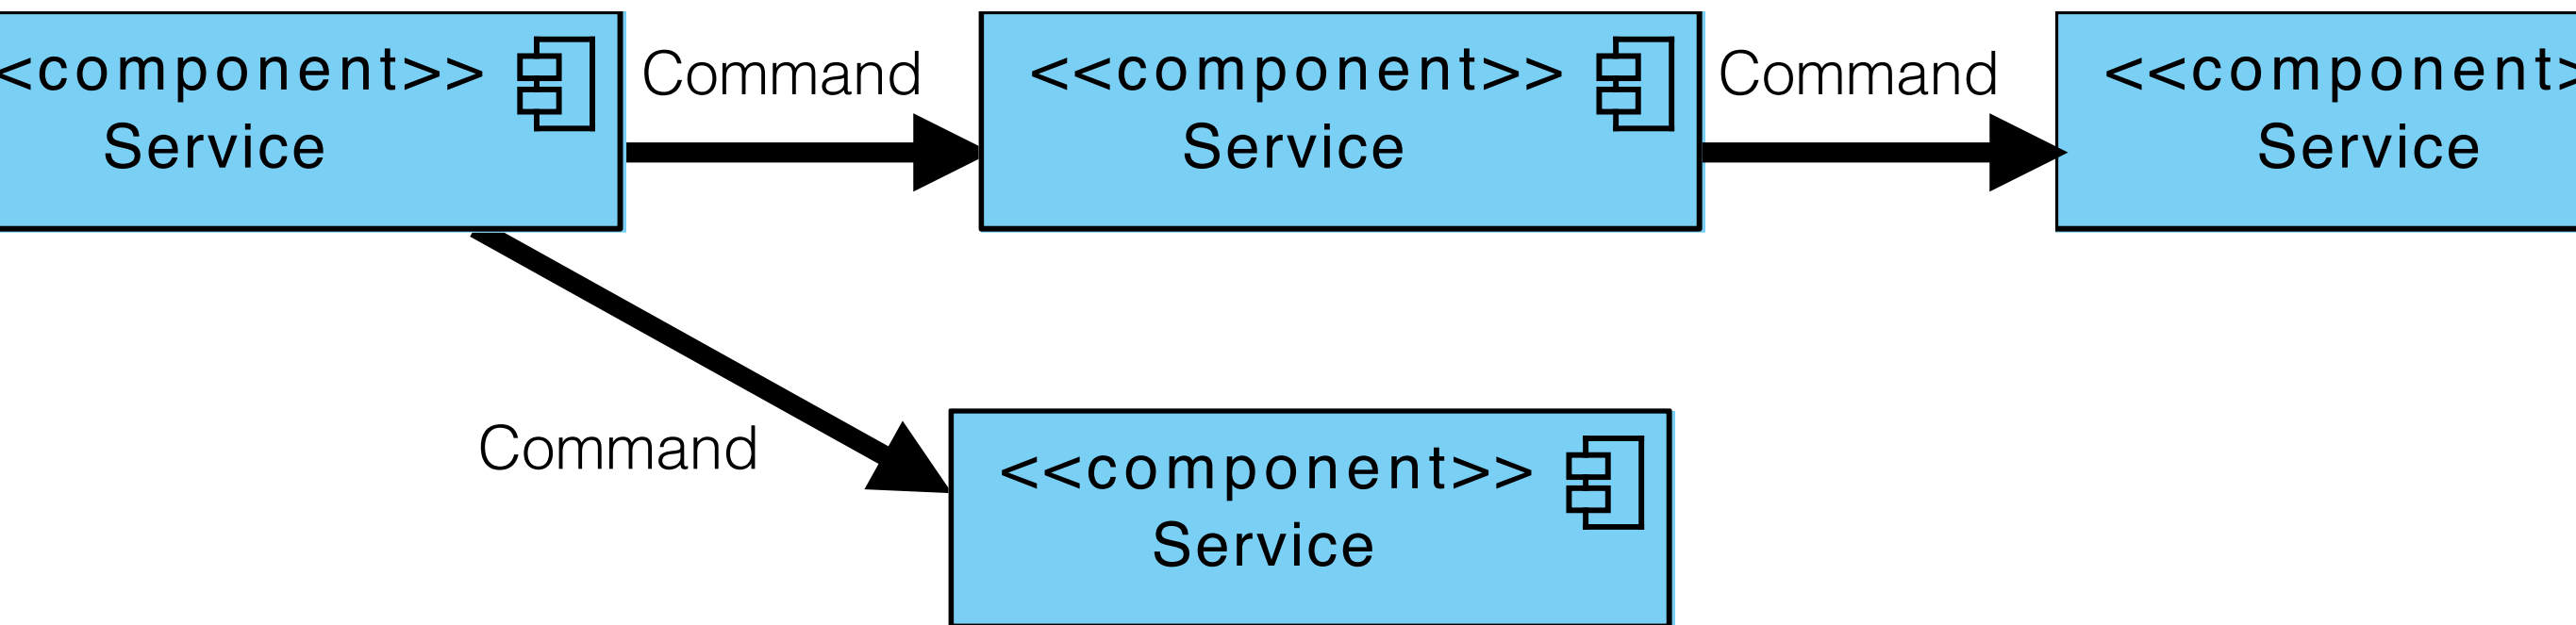 <component>>
Service
Command
<<component>>
Service
Command
<<component>
Service
Command
<<component>>
Service